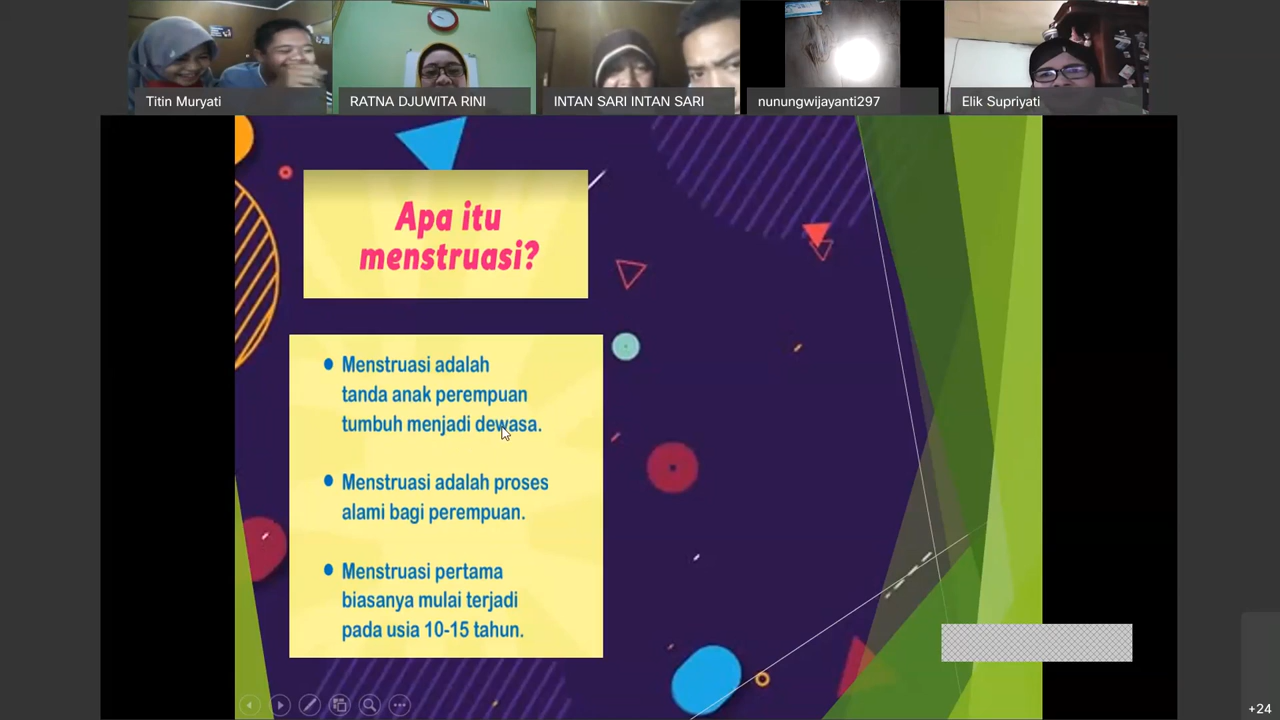 Titin Muryati
RATNA DJUWITA RINI
INTAN SARI INTAN SARI
nunungwijayanti297
Elik Supriyati
Apa itu
menstruasi?
Menstruasi adalah
tanda anak perempuan
tumbuh menjadi dewasa.
Menstruasi adalah proses
alami bagi perempuan.
Menstruasi pertama
biasanya mulai terjadi
pada usia 10-15 tahun.
+24